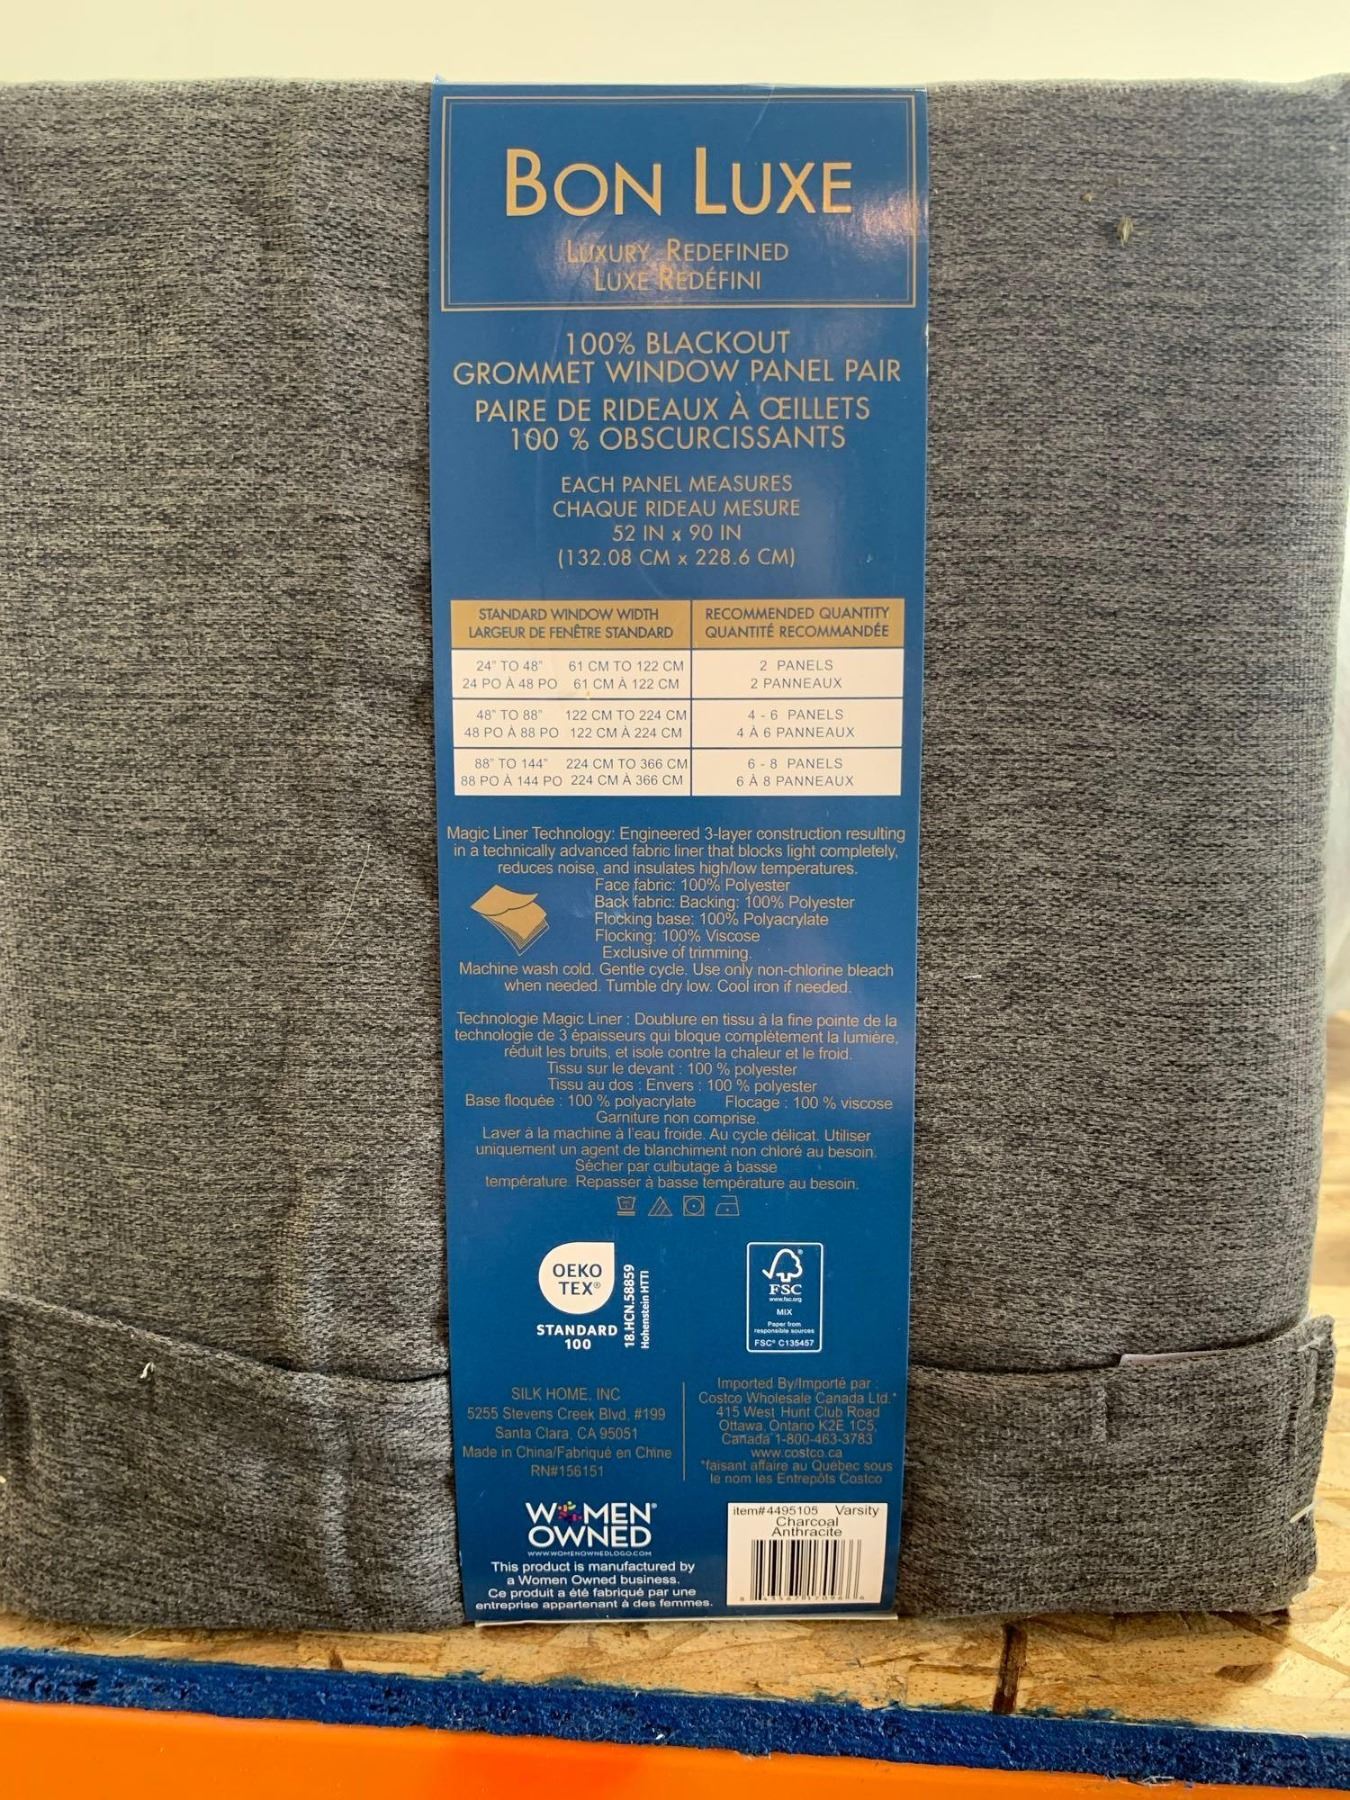 BON LUXE
LUXURY REDEFINED
LUXE REDÉFINI
100% BLACKOUT
GROMMET WINDOW PANEL PAIR
PAIRE DE RIDEAUX À ŒILLETS
100 % OBSCURCISSANTS
EACH PANEL MEASURES
CHAQUE RIDEAU MESURE
52 IN x 90 IN
(132.08 CM x 228.6 CM)
STANDARD WINDOW WIDTH RECOMMENDED QUANTITY
LARGEUR DE FENÊTRE STANDARD QUANTITÉ RECOMMANDÉE
24" TO 48" 61 CM TO 122 CM 2 PANELS
24 PO À 48 PO 61 CM À 122 CM 2 PANNEAUX
48" TO 88" 122 CM TO 224 CM 4 - 6 PANELS
48 PO À 88 PO 122 CM À 224 CM 4 À 6 PANNEAUX
88" TO 144" 224 CM TO 366 CM 6 - 8 PANELS
88 PO À 144 PO 224 CM À 366 CM 6 À 8 PANNEAUX
Magic Liner Technology: Engineered 3-layer construction resulting
in a technically advanced fabric liner that blocks light completely,
reduces noise, and insulates high/low temperatures.
Face fabric: 100% Polyester
Back fabric: Backing: 100% Polyester
Flocking base: 100% Polyacrylate
Flocking: 100% Viscose
Exclusive of trimming.
Machine wash cold. Gentle cycle. Use only non-chlorine bleach
when needed. Tumble dry low. Cool iron if needed.
Technologie Magic Liner : Doublure en tissu à la fine pointe de la
technologie de 3 épaisseurs qui bloque complètement la lumière,
réduit les bruits, et isole contre la chaleur et le froid.
Tissu sur le devant : 100 % polyester
Tissu au dos : Envers : 100 % polyester
Base floquée : 100 % polyacrylate Flocage : 100 % viscose
Garniture non comprise.
Laver à la machine à l'eau froide. Au cycle délicat. Utiliser
uniquement un agent de blanchiment non chloré au besoin.
Sécher par culbutage à basse
température. Repasser à basse température au besoin.
OEKO
TEX®
STANDARD
100
18.HCN.58859
Hohenstein HTTI
FSC
www.fsc.org
MIX
Paper from
responsible sources
FSC® C135457
SILK HOME, INC
5255 Stevens Creek Blvd, #199
Santa Clara, CA 95051
Made in China/Fabriqué en Chine
RN#156151
Imported By/Importé par :
Costco Wholesale Canada Ltd.*
415 West Hunt Club Road
Ottawa, Ontario K2E 1C5,
Canada 1-800-463-3783
www.costco.ca
*faisant affaire au Québec sous
le nom les Entrepôts Costco
WOMEN
OWNED
WWW.WOMENOWNEDLOGO.COM
This product is manufactured by
a Women Owned business.
Ce produit a été fabriqué par une
entreprise appartenant à des femmes.
item#4495105 Varsity
Charcoal
Anthracite